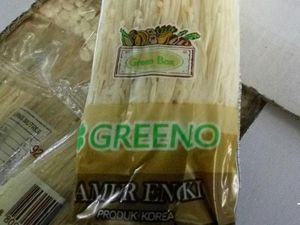 Green Box
GREENO
JAMUR ENOKI
PRODUK KOREA